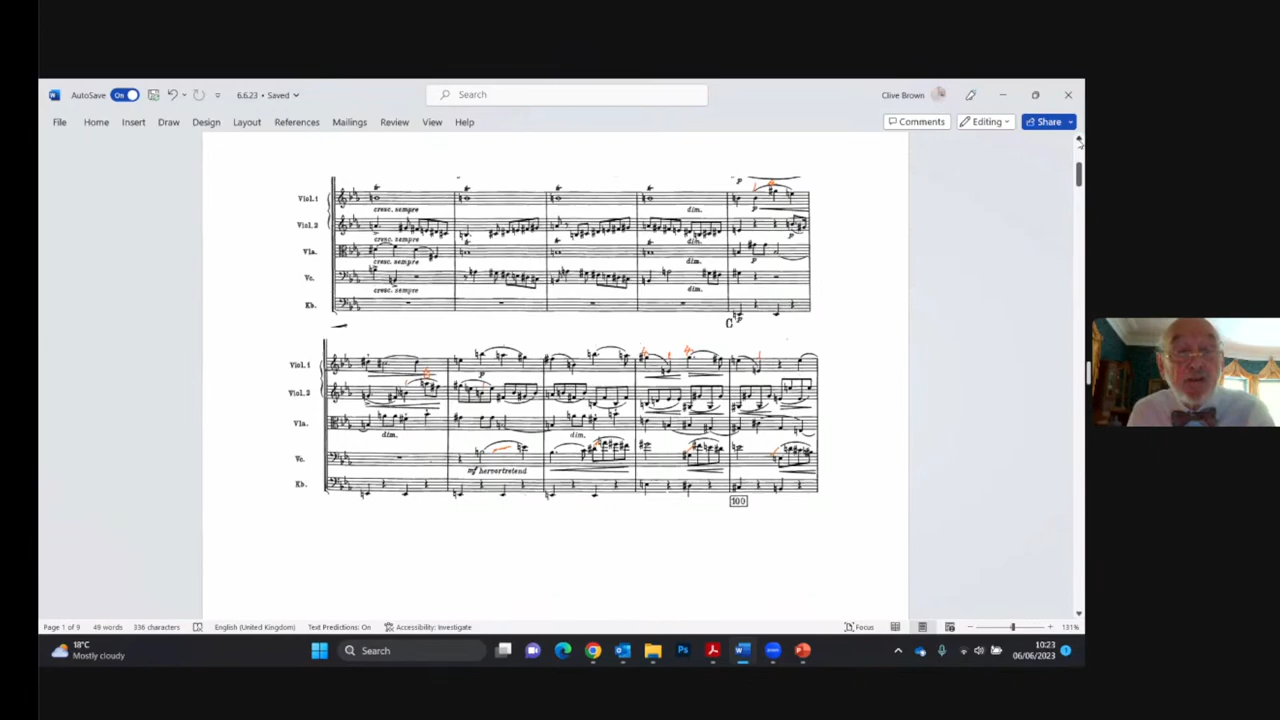 AutoSave On 6.6.23 • Saved Search Clive Brown
File Home Insert Draw Design Layout References Mailings Review View Help Comments Editing Share
p
Viol.1
cresc. sempre dim. p
Viol.2
cresc. sempre dim. p
Vla.
cresc. sempre dim. p
Vc.
cresc. sempre dim.
Kb.
p
C
Viol.1
p
Viol.2
Vla.
dim. dim.
Vc.
mf hervortretend
Kb.
100
Page 1 of 9 49 words 336 characters English (United Kingdom) Text Predictions: On Accessibility: Investigate Focus 131%
18°C
Mostly cloudy
Search
10:23
06/06/2023